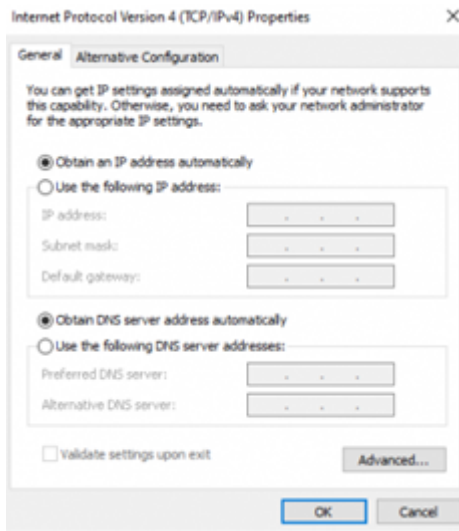 Internet Protocol Version 4 (TCP/IPv4) Properties
General Alternative Configuration
You can get IP settings assigned automatically if your network supports
this capability. Otherwise, you need to ask your network administrator
for the appropriate IP settings.
Obtain an IP address automatically
Use the following IP address:
IP address:
Subnet mask:
Default gateway:
Obtain DNS server address automatically
Use the following DNS server addresses:
Preferred DNS server:
Alternative DNS server:
Validate settings upon exit
Advanced...
OK Cancel